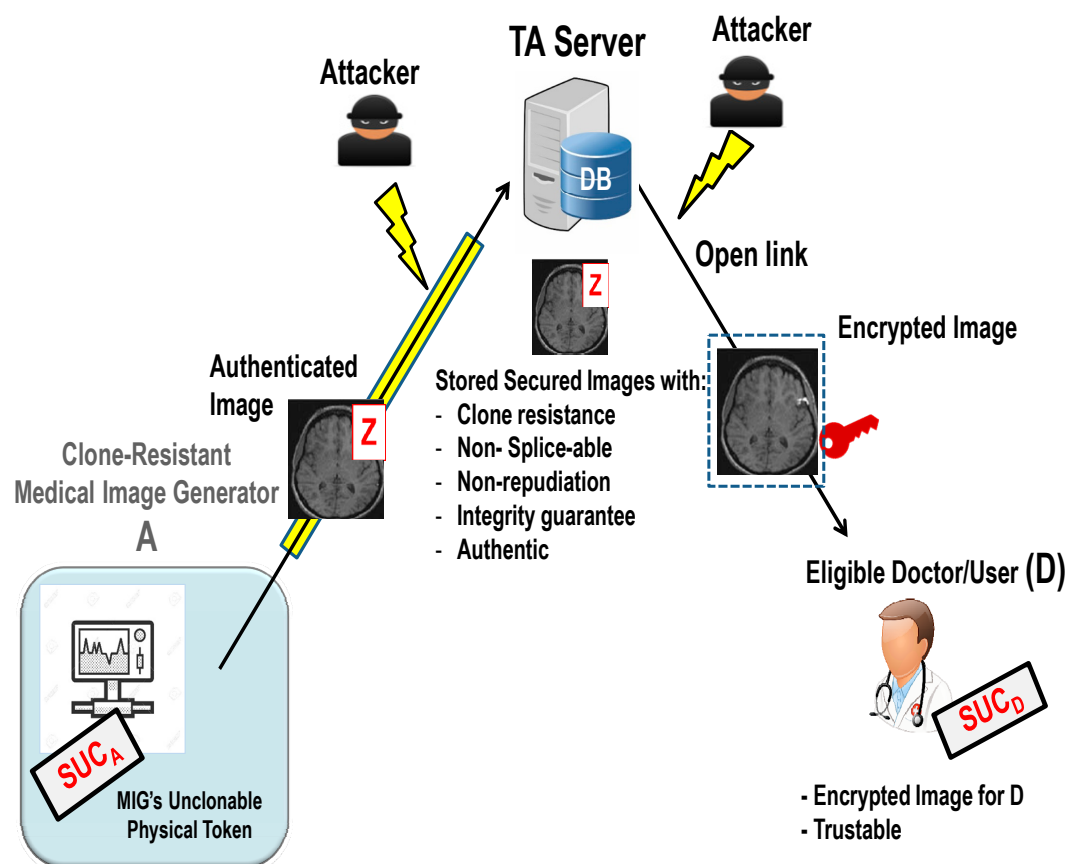 Attacker
TA Server
Attacker
DB
Open link
Z
Encrypted Image
Authenticated
Image
Z
Stored Secured Images with:
- Clone resistance
- Non- Splice-able
- Non-repudiation
- Integrity guarantee
- Authentic
Clone-Resistant
Medical Image Generator
A
Eligible Doctor/User (D)
SUCA
SUCD
MIG's Unclonable
Physical Token
- Encrypted Image for D
- Trustable